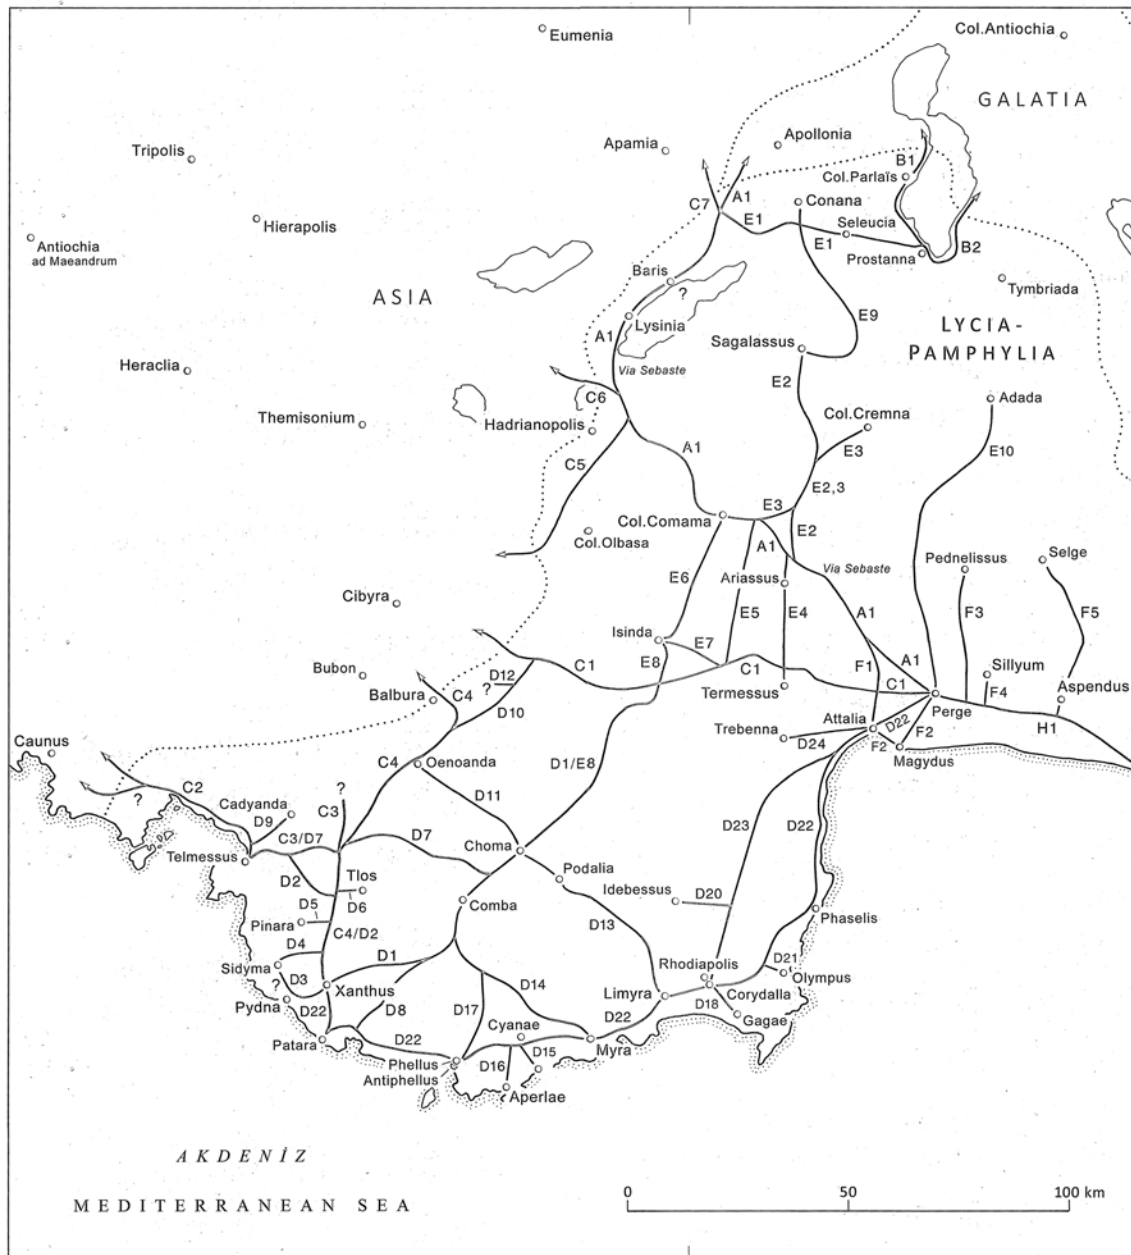 Eumenia
Col.Antiochia
GALATIA
Apamia
Apollonia
Tripolis
B1
Col.Parlaïs
C7
A1
Conana
Hierapolis
E1
Seleucia
E1
B2
Antiochia
ad Maeandrum
Prostanna
Baris
?
Tymbriada
ASIA
Lysinia
E9
LYCIA-
PAMPHYLIA
A1
Sagalassus
Via Sebaste
Heraclia
E2
C6
Adada
Themisonium
Hadrianopolis
Col.Cremna
A1
E3
E10
C5
E2,3
E3
Col.Comama
E2
Col.Olbasa
A1
Via Sebaste
Pednelissus
Selge
E6
Ariassus
Cibyra
E5
E4
A1
F3
F5
Isinda
E7
Bubon
E8
C1
C1
F1
A1
Sillyum
D12
?
Balbura
C4
Termessus
C1
F4
Aspendus
D10
Perge
Attalia
D22
H1
Trebenna
D24
F2
F2
Magydus
Caunus
C4
Oenoanda
D1/E8
C2
?
?
Cadyanda
D9
C3
D11
C3/D7
D7
D23
D22
Choma
Telmessus
Podalia
D2
Tlos
Idebessus
D20
D5
D6
Comba
Pinara
Phaselis
C4/D2
D13
D4
D1
Sidyma
D21
Rhodiapolis
Olympus
D3
?
Xanthus
D14
Limyra
Corydalla
Pydna
D22
D8
D17
D18
Gagae
D22
Cyanae
Patara
D22
Myra
Phellus
D15
Antiphellus
D16
Aperlae
AKDENİZ
MEDITERRANEAN SEA
0 50 100 km